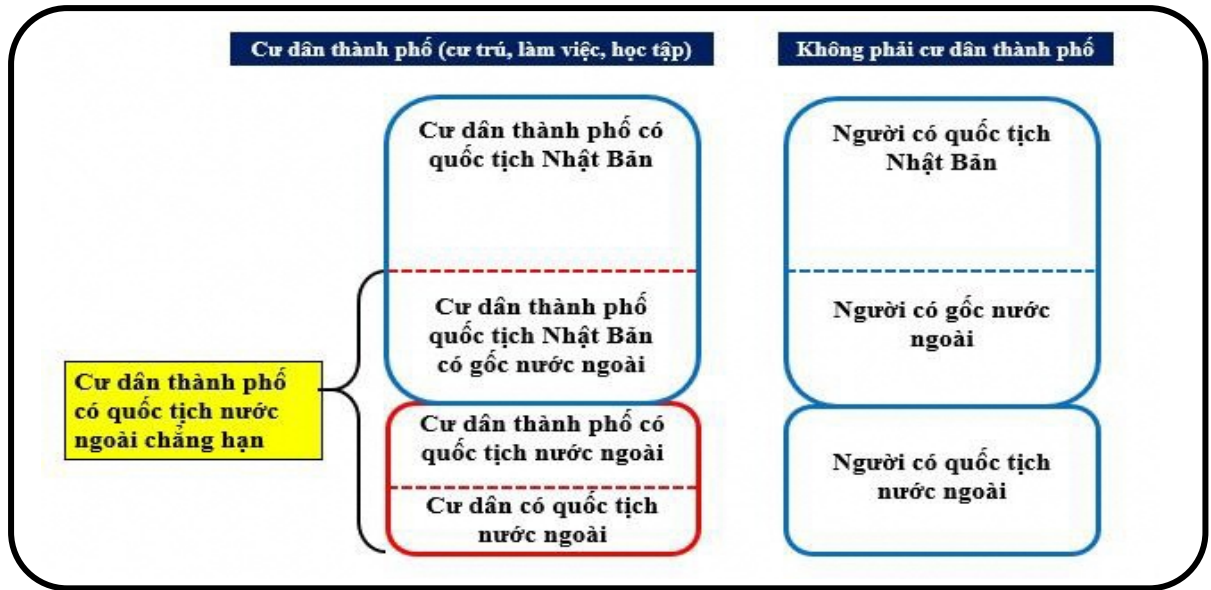 Cư dân thành phố (cư trú, làm việc, học tập)
Không phải cư dân thành phố
Cư dân thành phố có
quốc tịch Nhật Bản
Cư dân thành phố
quốc tịch Nhật Bản
có gốc nước ngoài
Cư dân thành phố có
quốc tịch nước ngoài
Cư dân có quốc tịch
nước ngoài
Người có quốc tịch
Nhật Bản
Người có gốc nước
ngoài
Người có quốc tịch
nước ngoài
Cư dân thành phố
có quốc tịch nước
ngoài chẳng hạn